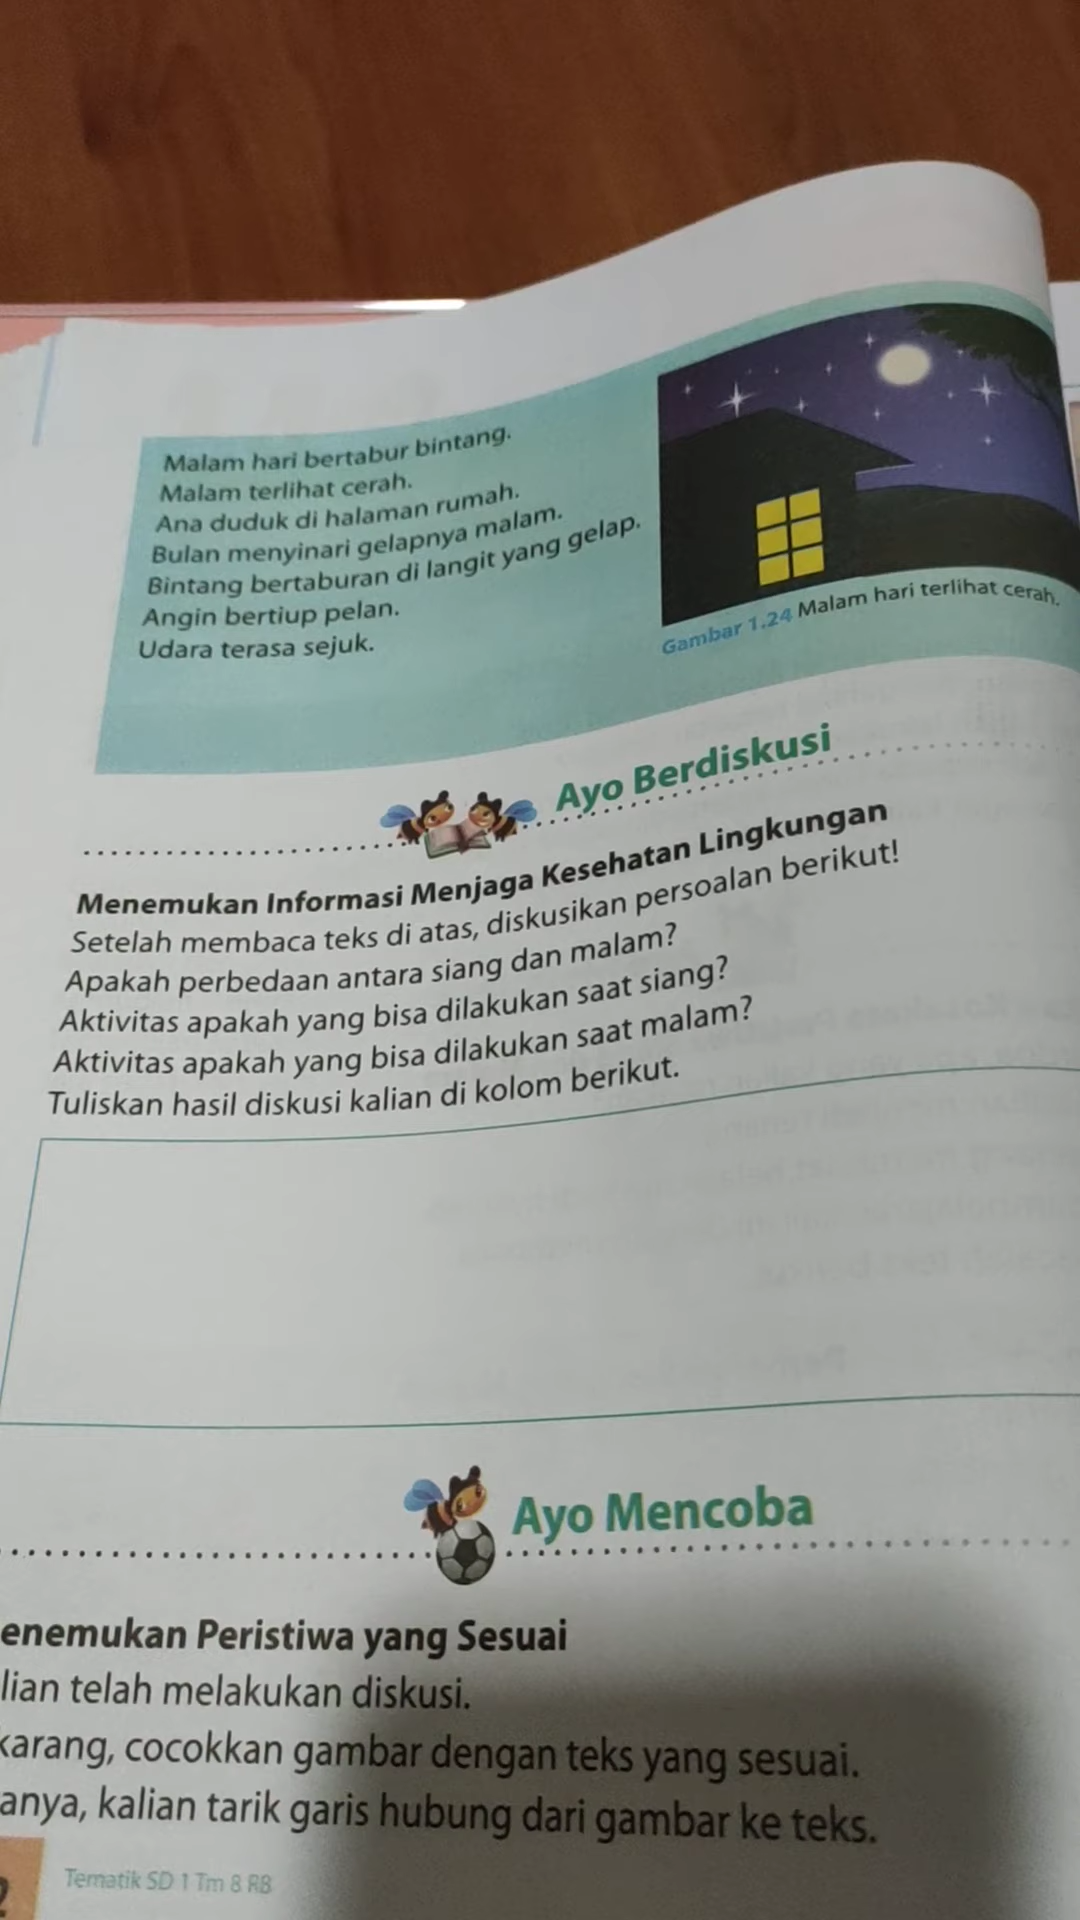 Malam hari bertabur bintang.
Malam terlihat cerah.
Ana duduk di halaman rumah.
Bulan menyinari gelapnya malam.
Bintang bertaburan di langit yang gelap.
Angin bertiup pelan.
Udara terasa sejuk.
Gambar 1.24 Malam hari terlihat cerah.
Ayo Berdiskusi
Menemukan Informasi Menjaga Kesehatan Lingkungan
Setelah membaca teks di atas, diskusikan persoalan berikut!
Apakah perbedaan antara siang dan malam?
Aktivitas apakah yang bisa dilakukan saat siang?
Aktivitas apakah yang bisa dilakukan saat malam?
Tuliskan hasil diskusi kalian di kolom berikut.
Ayo Mencoba
enemukan Peristiwa yang Sesuai
lian telah melakukan diskusi.
karang, cocokkan gambar dengan teks yang sesuai.
anya, kalian tarik garis hubung dari gambar ke teks.
Tematik SD 1 Tm 8 RB